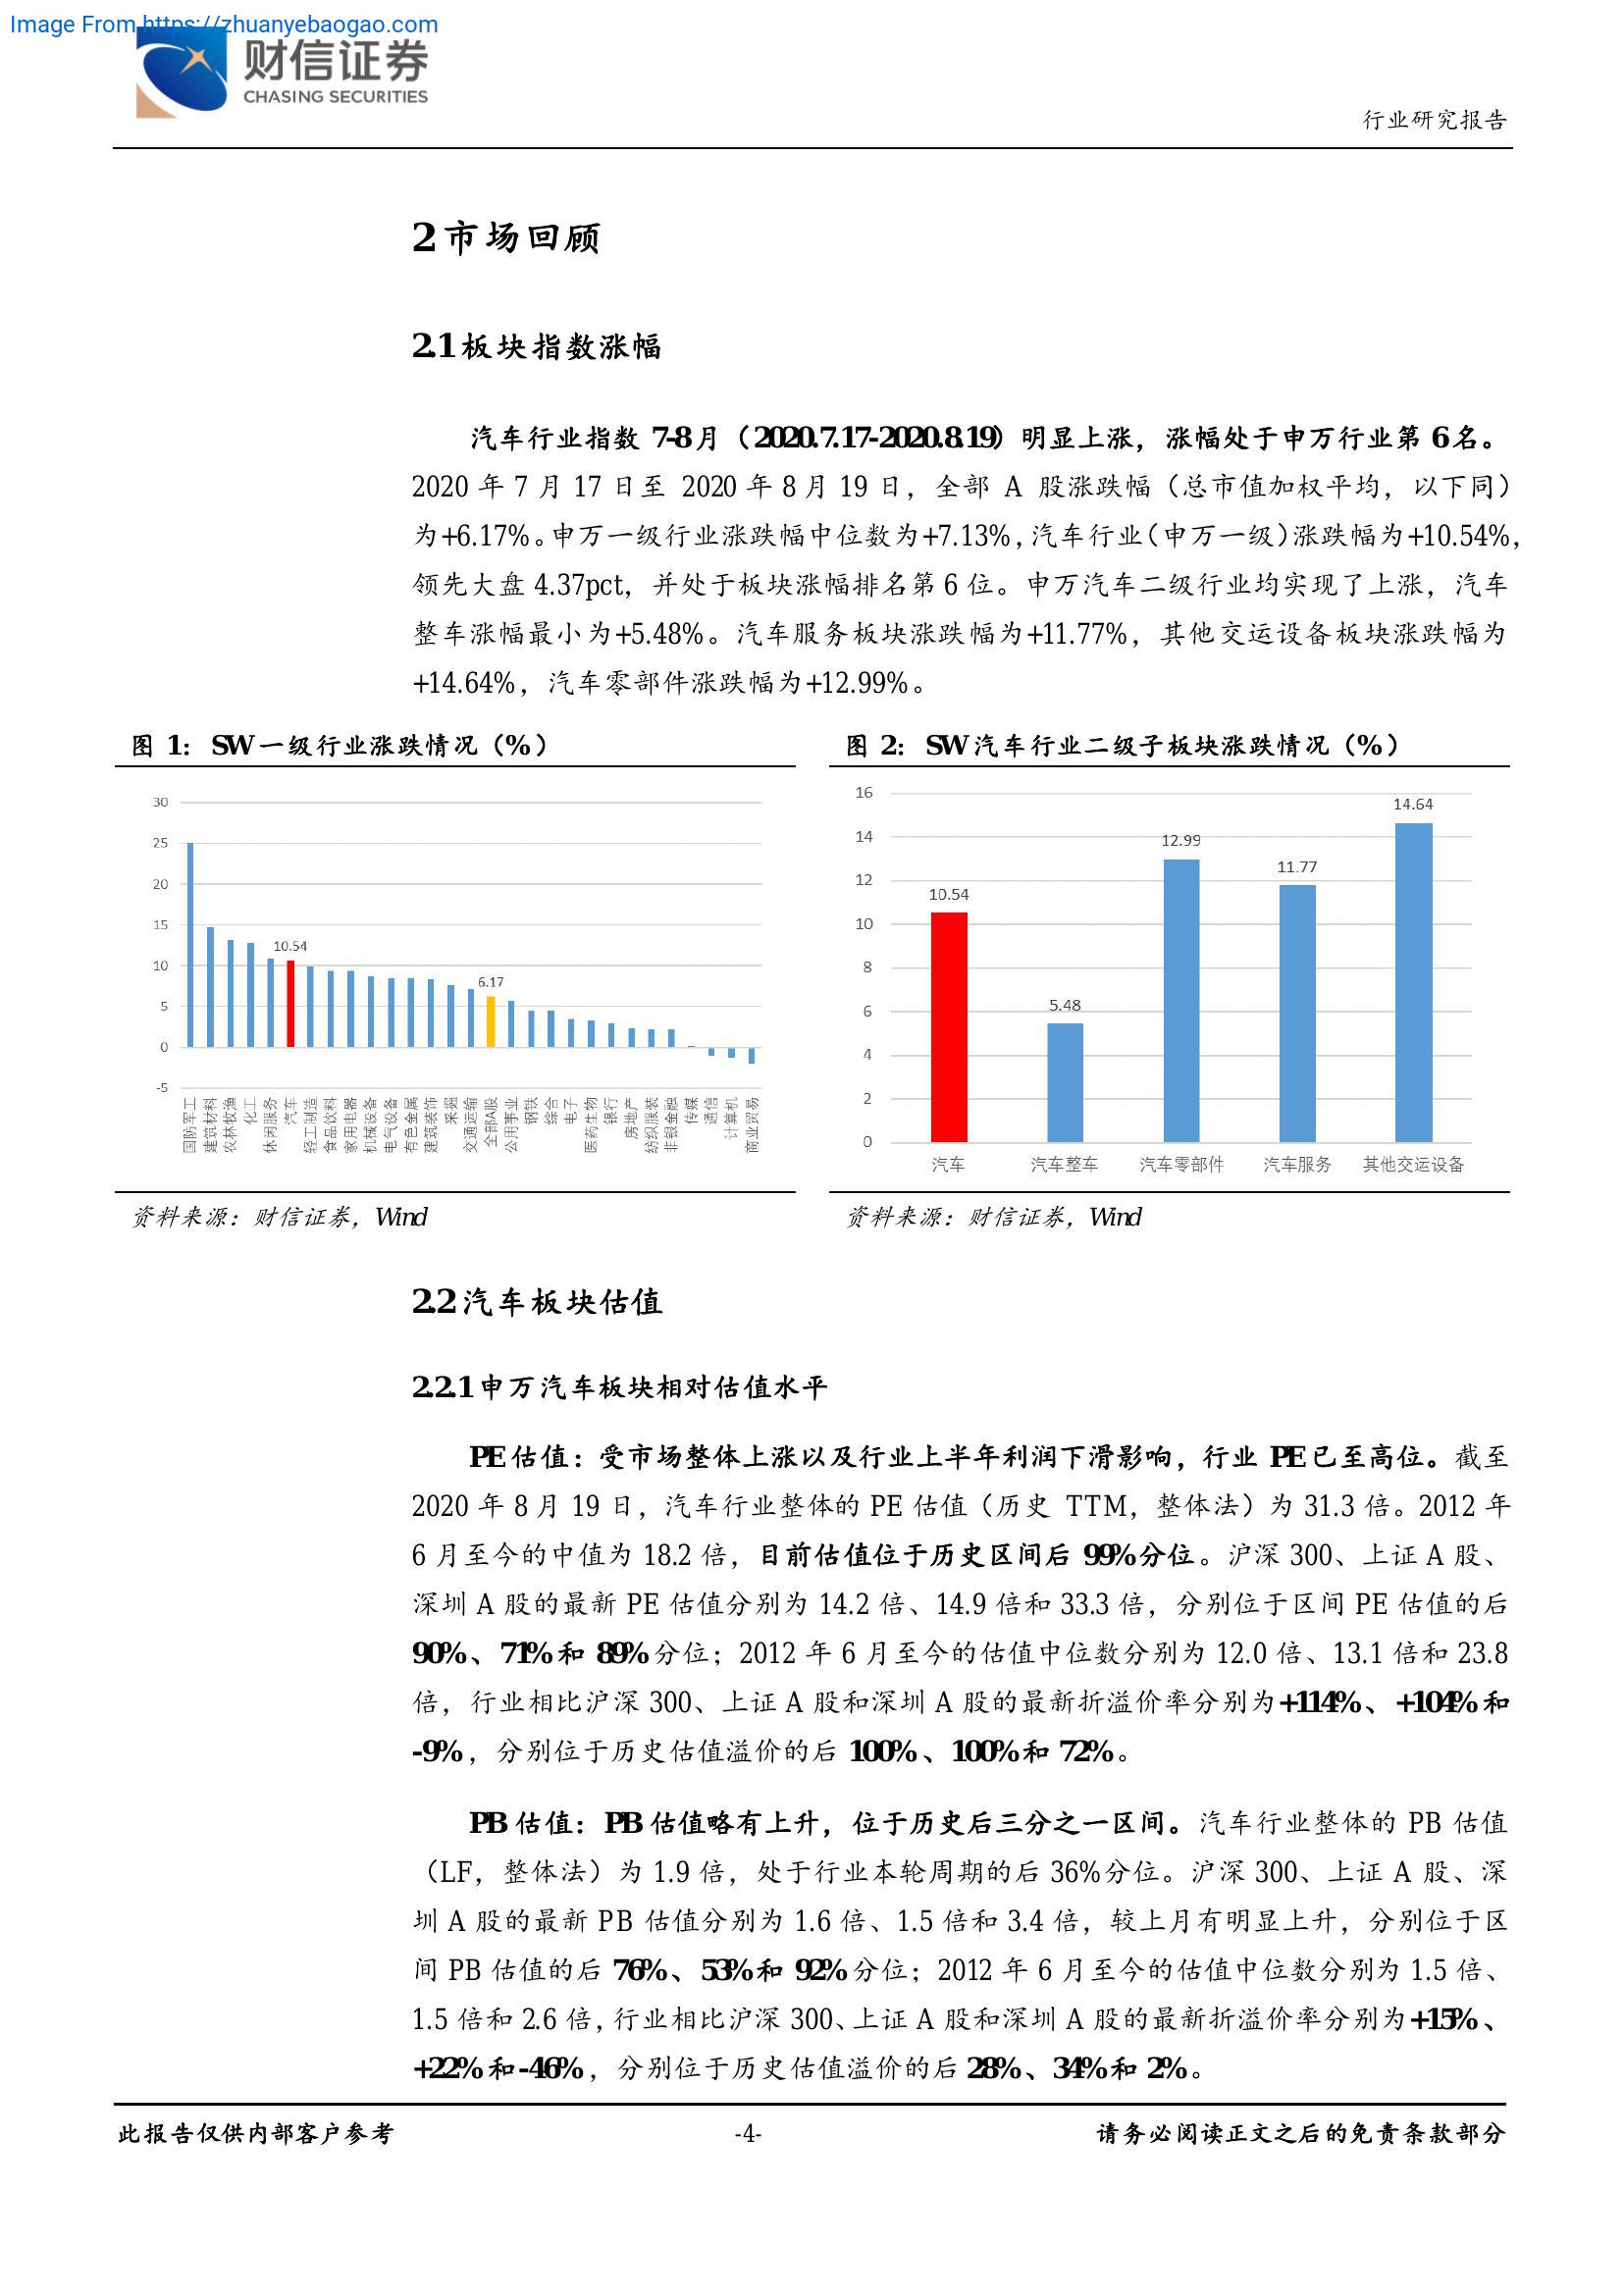 Image From https://zhuanyebaogao.com
财信证券
CHASING SECURITIES
行业研究报告
2 市场回顾
2.1 板块指数涨幅
汽车行业指数 7-8 月（2020.7.17-2020.8.19）明显上涨，涨幅处于申万行业第 6 名。
2020 年 7 月 17 日至 2020 年 8 月 19 日，全部 A 股涨跌幅（总市值加权平均，以下同）
为+6.17%。申万一级行业涨跌幅中位数为+7.13%，汽车行业（申万一级）涨跌幅为+10.54%，
领先大盘 4.37pct，并处于板块涨幅排名第 6 位。申万汽车二级行业均实现了上涨，汽车
整车涨幅最小为+5.48%。汽车服务板块涨跌幅为+11.77%，其他交运设备板块涨跌幅为
+14.64%，汽车零部件涨跌幅为+12.99%。
图 1：SW 一级行业涨跌情况（%）
30
25
20
15
10
5
0
-5
10.54
6.17
国防军工
建筑材料
农林牧渔
化工
休闲服务
汽车
轻工制造
食品饮料
家用电器
机械设备
电气设备
有色金属
建筑装饰
采掘
交通运输
全部A股
公用事业
钢铁
综合
电子
医药生物
银行
房地产
纺织服装
非银金融
传媒
通信
计算机
商业贸易
资料来源：财信证券，Wind
图 2：SW 汽车行业二级子板块涨跌情况（%）
16
14
12
10
8
6
4
2
0
10.54
5.48
12.99
11.77
14.64
汽车
汽车整车
汽车零部件
汽车服务
其他交运设备
资料来源：财信证券，Wind
2.2 汽车板块估值
2.2.1 申万汽车板块相对估值水平
PE 估值：受市场整体上涨以及行业上半年利润下滑影响，行业 PE 已至高位。截至
2020 年 8 月 19 日，汽车行业整体的 PE 估值（历史 TTM，整体法）为 31.3 倍。2012 年
6 月至今的中值为 18.2 倍，目前估值位于历史区间后 99%分位。沪深 300、上证 A 股、
深圳 A 股的最新 PE 估值分别为 14.2 倍、14.9 倍和 33.3 倍，分别位于区间 PE 估值的后
90%、71%和 89%分位；2012 年 6 月至今的估值中位数分别为 12.0 倍、13.1 倍和 23.8
倍，行业相比沪深 300、上证 A 股和深圳 A 股的最新折溢价率分别为+114%、+104%和
-9%，分别位于历史估值溢价的后 100%、100%和 72%。
PB 估值：PB 估值略有上升，位于历史后三分之一区间。汽车行业整体的 PB 估值
（LF，整体法）为 1.9 倍，处于行业本轮周期的后 36%分位。沪深 300、上证 A 股、深
圳 A 股的最新 PB 估值分别为 1.6 倍、1.5 倍和 3.4 倍，较上月有明显上升，分别位于区
间 PB 估值的后 76%、53%和 92%分位；2012 年 6 月至今的估值中位数分别为 1.5 倍、
1.5 倍和 2.6 倍，行业相比沪深 300、上证 A 股和深圳 A 股的最新折溢价率分别为+15%、
+22%和-46%，分别位于历史估值溢价的后 28%、34%和 2%。
此报告仅供内部客户参考
-4-
请务必阅读正文之后的免责条款部分